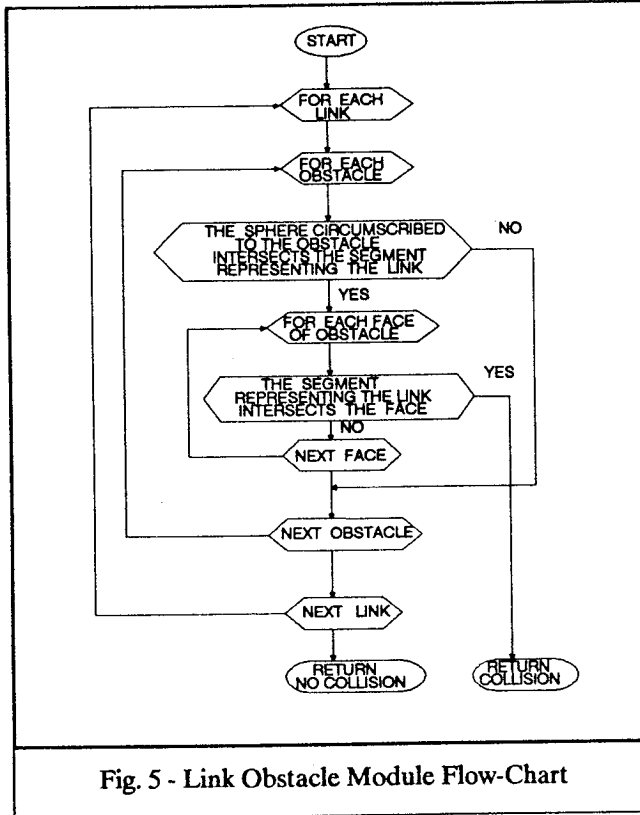 START
FOR EACH
LINK
FOR EACH
OBSTACLE
THE SPHERE CIRCUMSCRIBED
TO THE OBSTACLE
INTERSECTS THE SEGMENT
REPRESENTING THE LINK
NO
YES
FOR EACH FACE
OF OBSTACLE
THE SEGMENT
REPRESENTING THE LINK
INTERSECTS THE FACE
YES
NO
NEXT FACE
NEXT OBSTACLE
NEXT LINK
RETURN
NO COLLISION
RETURN
COLLISION
Fig. 5 - Link Obstacle Module Flow-Chart